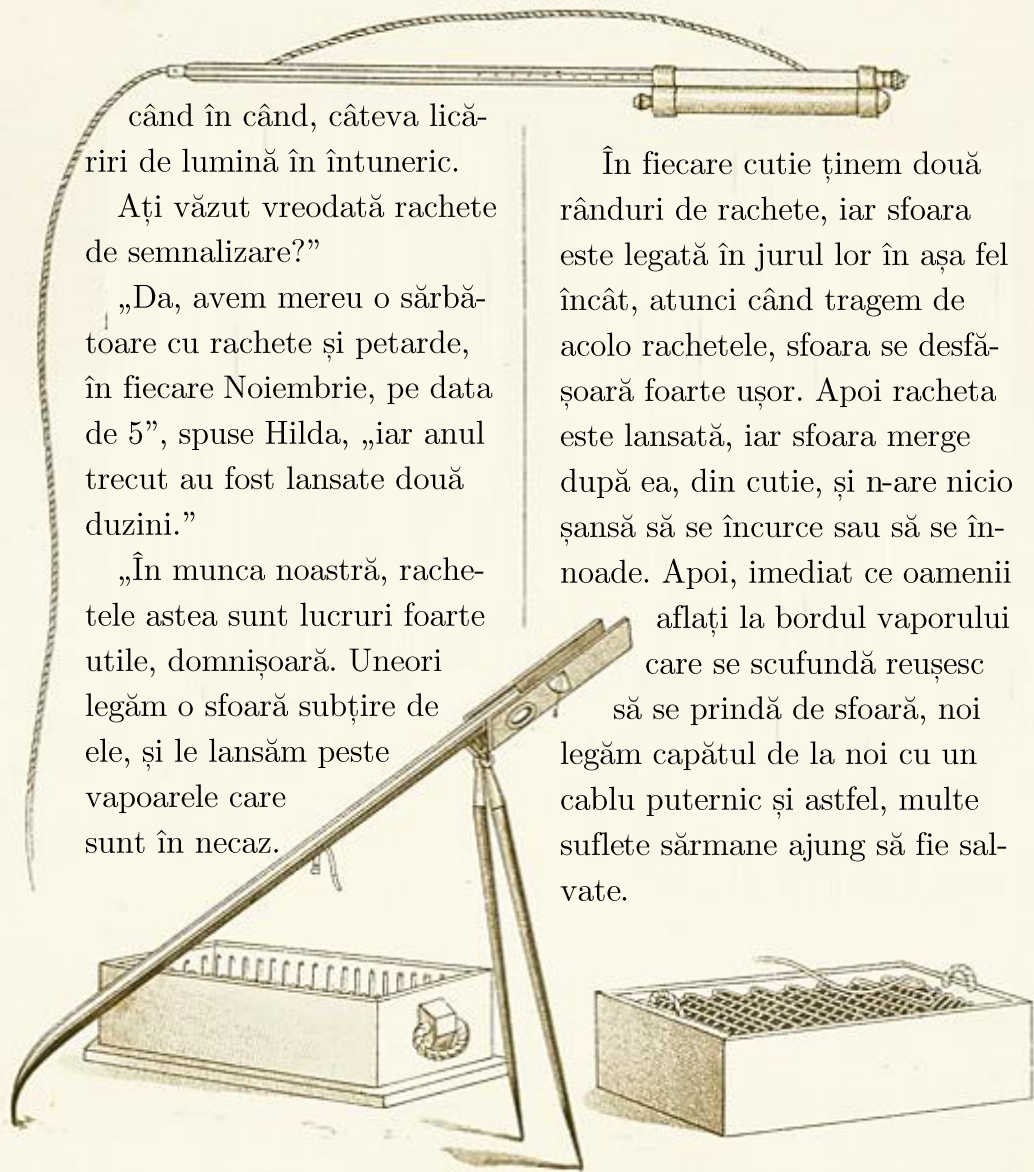 când în când, câteva lică-
riri de lumină în întuneric.
Ați văzut vreodată rachete
de semnalizare?”
„Da, avem mereu o sărbă-
toare cu rachete și petarde,
în fiecare Noiembrie, pe data
de 5”, spuse Hilda, „iar anul
trecut au fost lansate două
duzini.”
„În munca noastră, rache-
tele astea sunt lucruri foarte
utile, domnișoară. Uneori
legăm o sfoară subțire de
ele, și le lansăm peste
vapoarele care
sunt în necaz.
În fiecare cutie ținem două
rânduri de rachete, iar sfoara
este legată în jurul lor în așa fel
încât, atunci când tragem de
acolo rachetele, sfoara se desfă-
șoară foarte ușor. Apoi racheta
este lansată, iar sfoara merge
după ea, din cutie, și n-are nicio
șansă să se încurce sau să se în-
noade. Apoi, imediat ce oamenii
aflați la bordul vaporului
care se scufundă reușesc
să se prindă de sfoară, noi
legăm capătul de la noi cu un
cablu puternic și astfel, multe
suflete sărmane ajung să fie sal-
vate.